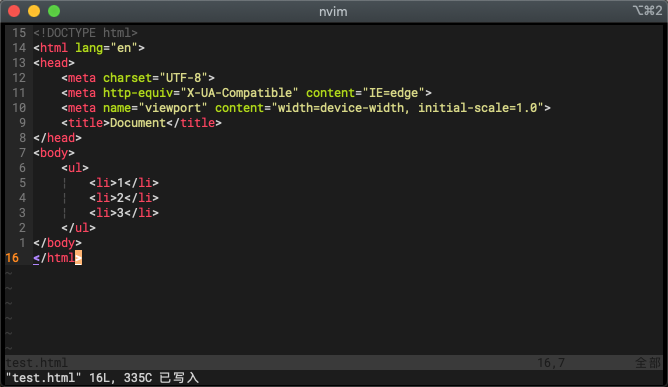 nvim ⌥⌘2
15 <!DOCTYPE html>
14 <html lang="en">
13 <head>
12     <meta charset="UTF-8">
11     <meta http-equiv="X-UA-Compatible" content="IE=edge">
10     <meta name="viewport" content="width=device-width, initial-scale=1.0">
9     <title>Document</title>
8 </head>
7 <body>
6     <ul>
5     ¦   <li>1</li>
4     ¦   <li>2</li>
3     ¦   <li>3</li>
2     </ul>
1 </body>
16 </html>
~
~
~
~
~
~
test.html 16,7 全部
"test.html" 16L, 335C 已写入